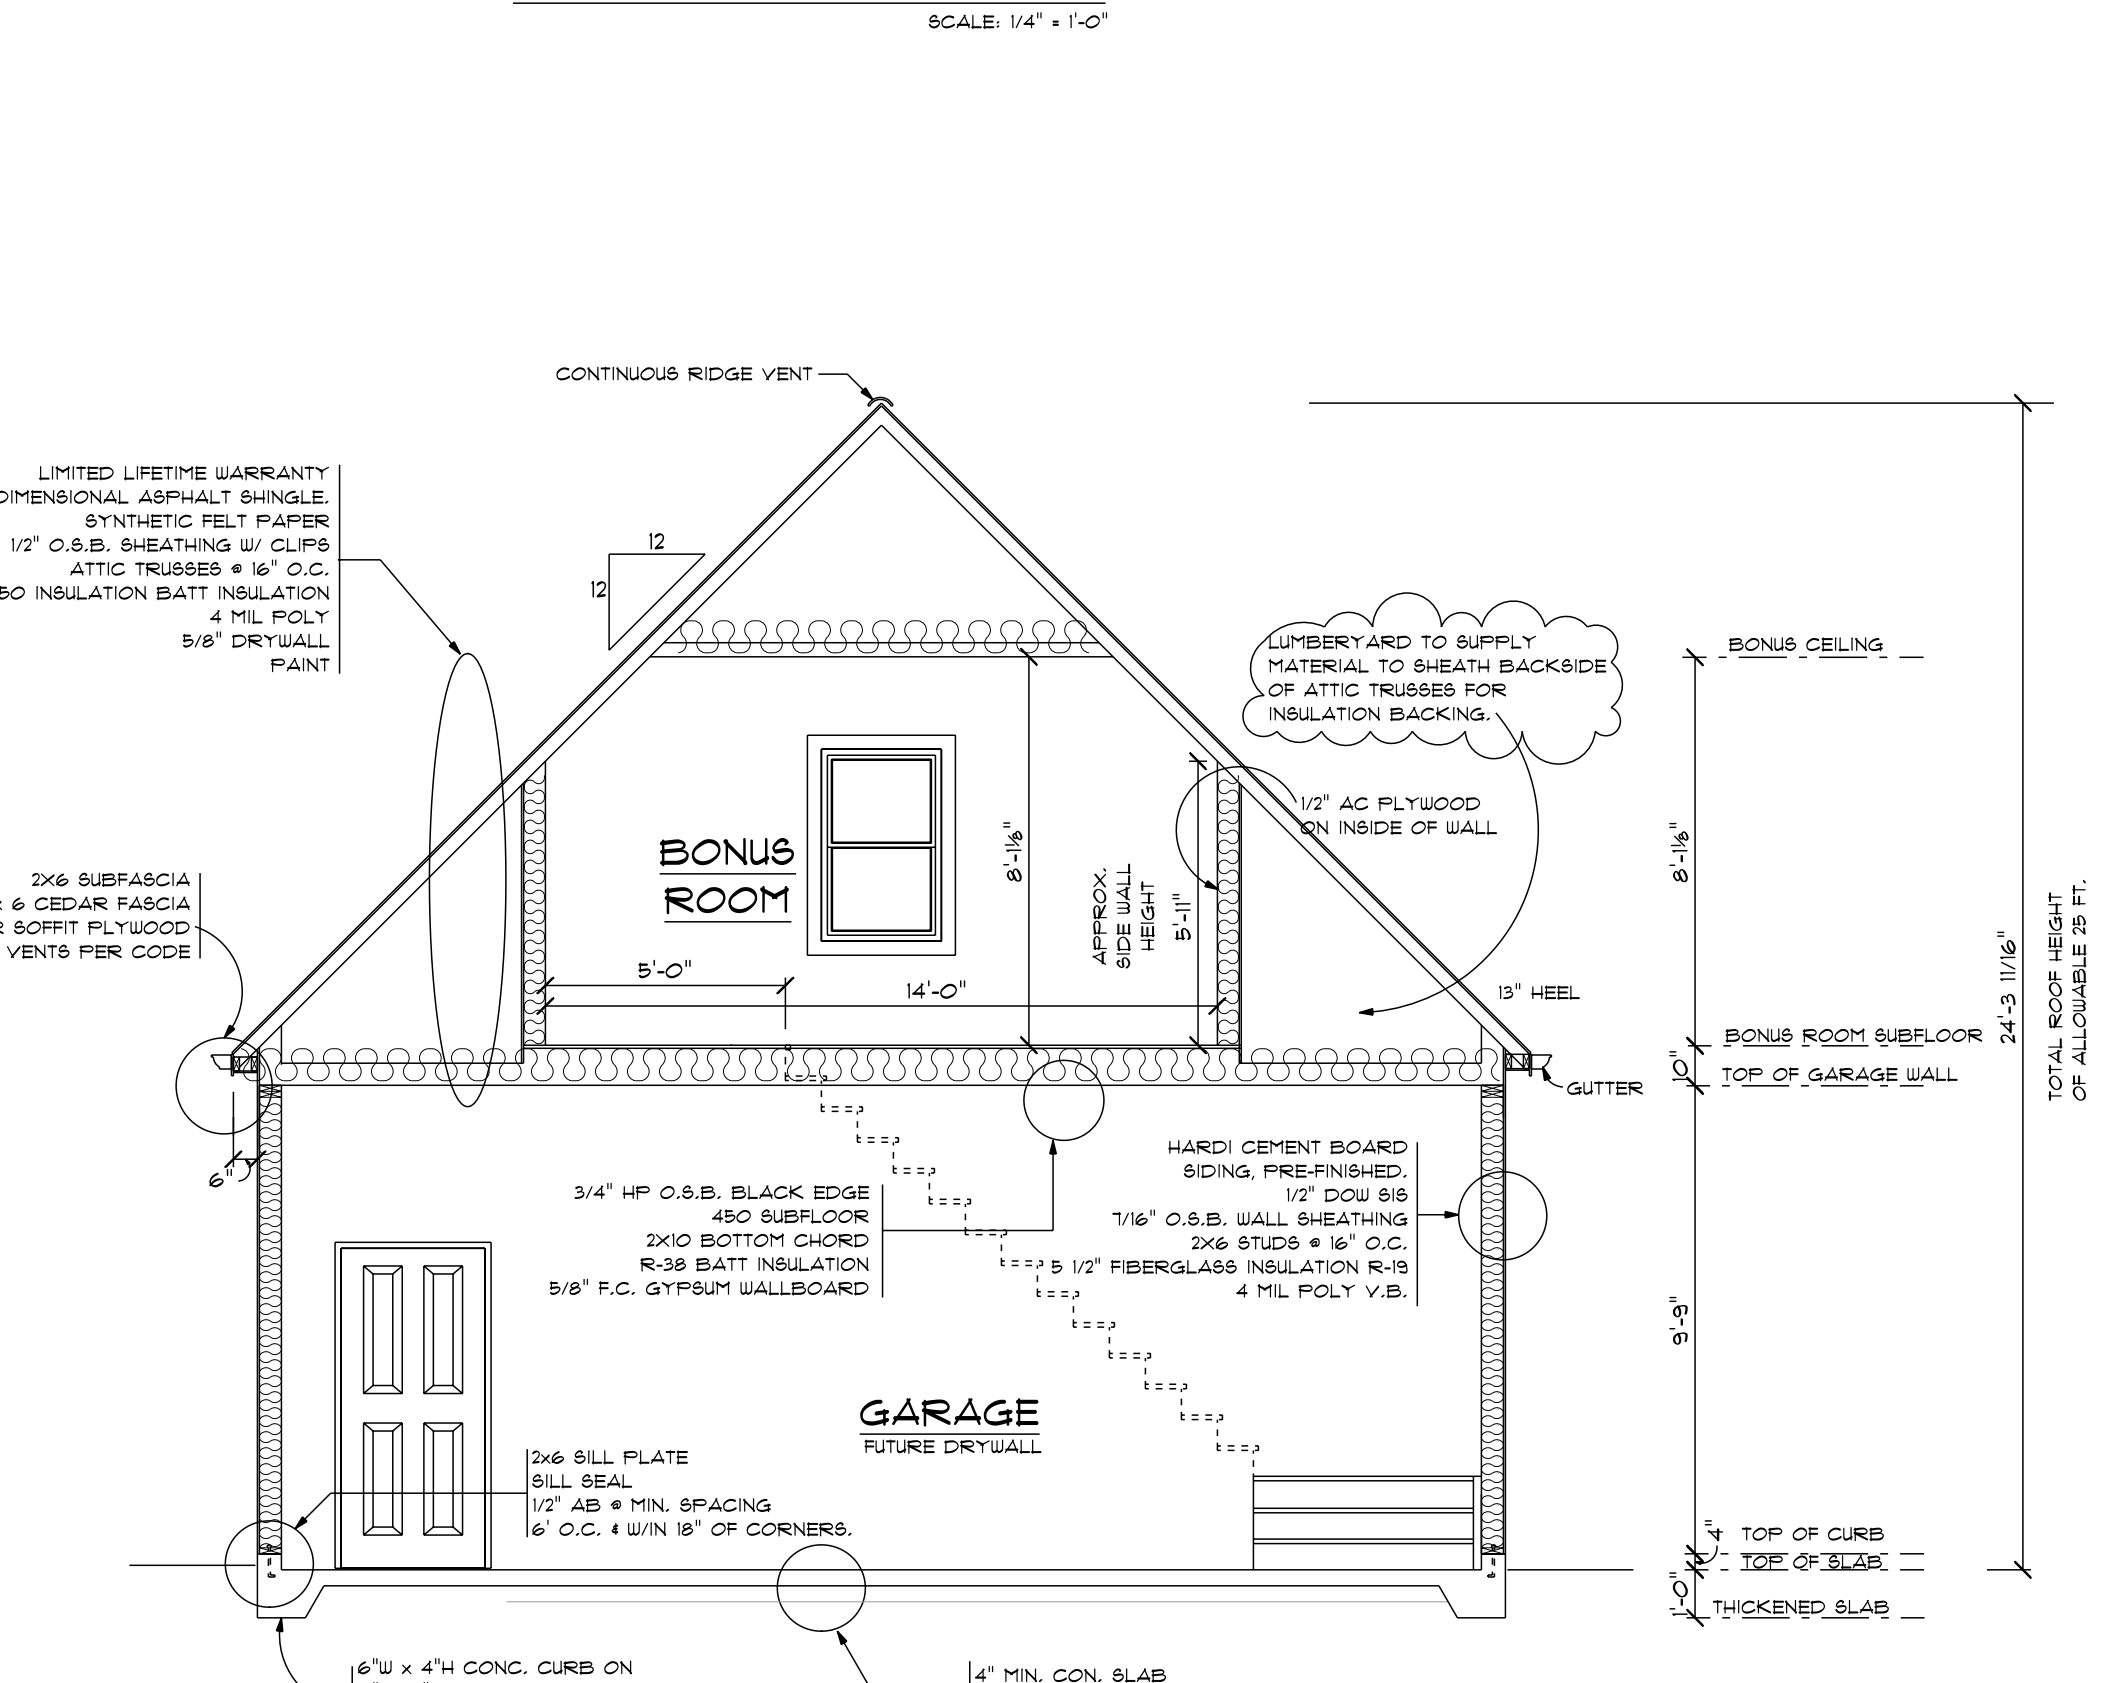 SCALE: 1/4" = 1'-0"
CONTINUOUS RIDGE VENT
LIMITED LIFETIME WARRANTY
DIMENSIONAL ASPHALT SHINGLE.
SYNTHETIC FELT PAPER
1/2" O.S.B. SHEATHING W/ CLIPS
ATTIC TRUSSES @ 16" O.C.
50 INSULATION BATT INSULATION
4 MIL POLY
5/8" DRYWALL
PAINT
12
12
LUMBERYARD TO SUPPLY
MATERIAL TO SHEATH BACKSIDE
OF ATTIC TRUSSES FOR
INSULATION BACKING.
1/2" AC PLYWOOD
ON INSIDE OF WALL
BONUS CEILING
8'-1⅛"
BONUS
ROOM
8'-1⅛"
APPROX.
SIDE WALL
HEIGHT
5'-11"
5'-0"
14'-0"
2X6 SUBFASCIA
x 6 CEDAR FASCIA
R SOFFIT PLYWOOD
VENTS PER CODE
6"
13" HEEL
BONUS ROOM SUBFLOOR
10"
TOP OF GARAGE WALL
GUTTER
24'-3 11/16"
TOTAL ROOF HEIGHT
OF ALLOWABLE 25 FT.
3/4" HP O.S.B. BLACK EDGE
450 SUBFLOOR
2X10 BOTTOM CHORD
R-38 BATT INSULATION
5/8" F.C. GYPSUM WALLBOARD
HARDI CEMENT BOARD
SIDING, PRE-FINISHED.
1/2" DOW SIS
7/16" O.S.B. WALL SHEATHING
2X6 STUDS @ 16" O.C.
5 1/2" FIBERGLASS INSULATION R-19
4 MIL POLY V.B.
9'-9"
GARAGE
FUTURE DRYWALL
2x6 SILL PLATE
SILL SEAL
1/2" AB @ MIN. SPACING
6' O.C. & W/IN 18" OF CORNERS.
4"
TOP OF CURB
TOP OF SLAB
1'-0"
THICKENED SLAB
6"W x 4"H CONC. CURB ON
4" MIN. CON. SLAB